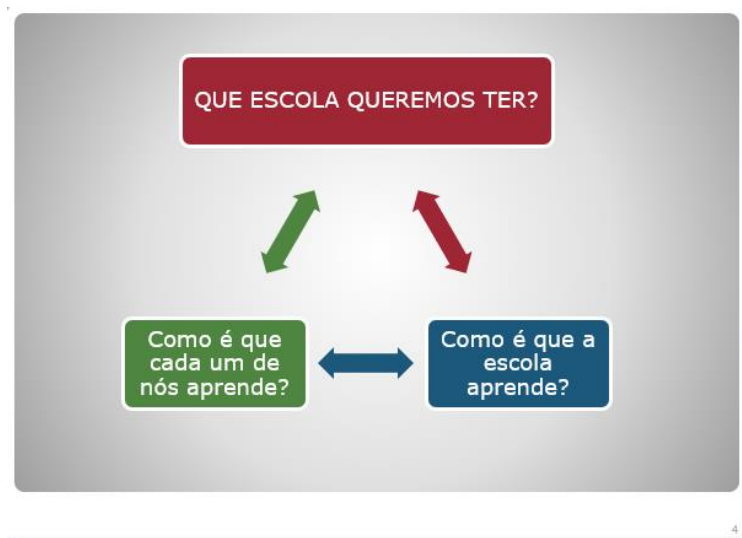 QUE ESCOLA QUEREMOS TER?
Como é que
cada um de
nós aprende?
Como é que a
escola
aprende?
4